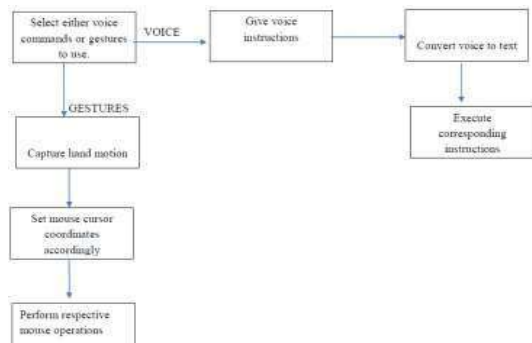 Select either voice
commands or gestures
to use.
VOICE
Give voice
instructions
Convert voice to text
Execute
corresponding
instructions
GESTURES
Capture hand motion
Set mouse cursor
coordinates
accordingly
Perform respective
mouse operations